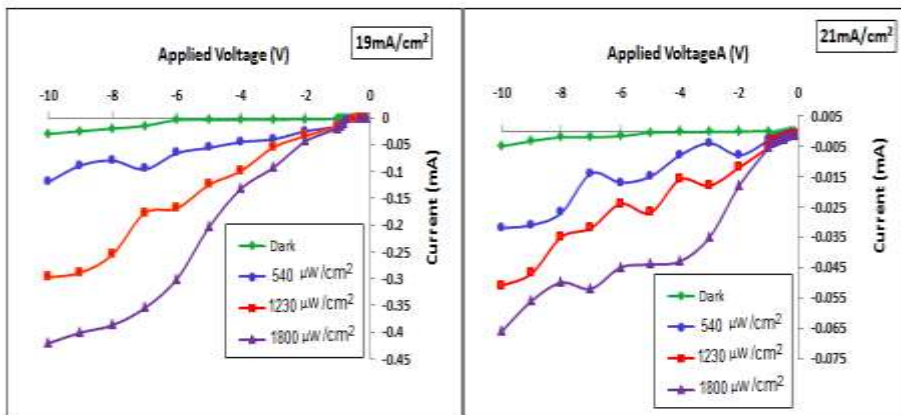 19mA/cm²
Applied Voltage (V)
-10 -8 -6 -4 -2 0
0
-0.05
-0.1
-0.15
-0.2
-0.25
-0.3
-0.35
-0.4
-0.45
Current (mA)
Dark
540 µW/cm²
1230 µW/cm²
1800 µW/cm²
21mA/cm²
Applied VoltageA (V)
-10 -8 -6 -4 -2 0
0.005
-0.005
-0.015
-0.025
-0.035
-0.045
-0.055
-0.065
-0.075
Current (mA)
Dark
540 µW/cm²
1230 µW/cm²
1800 µW/cm²